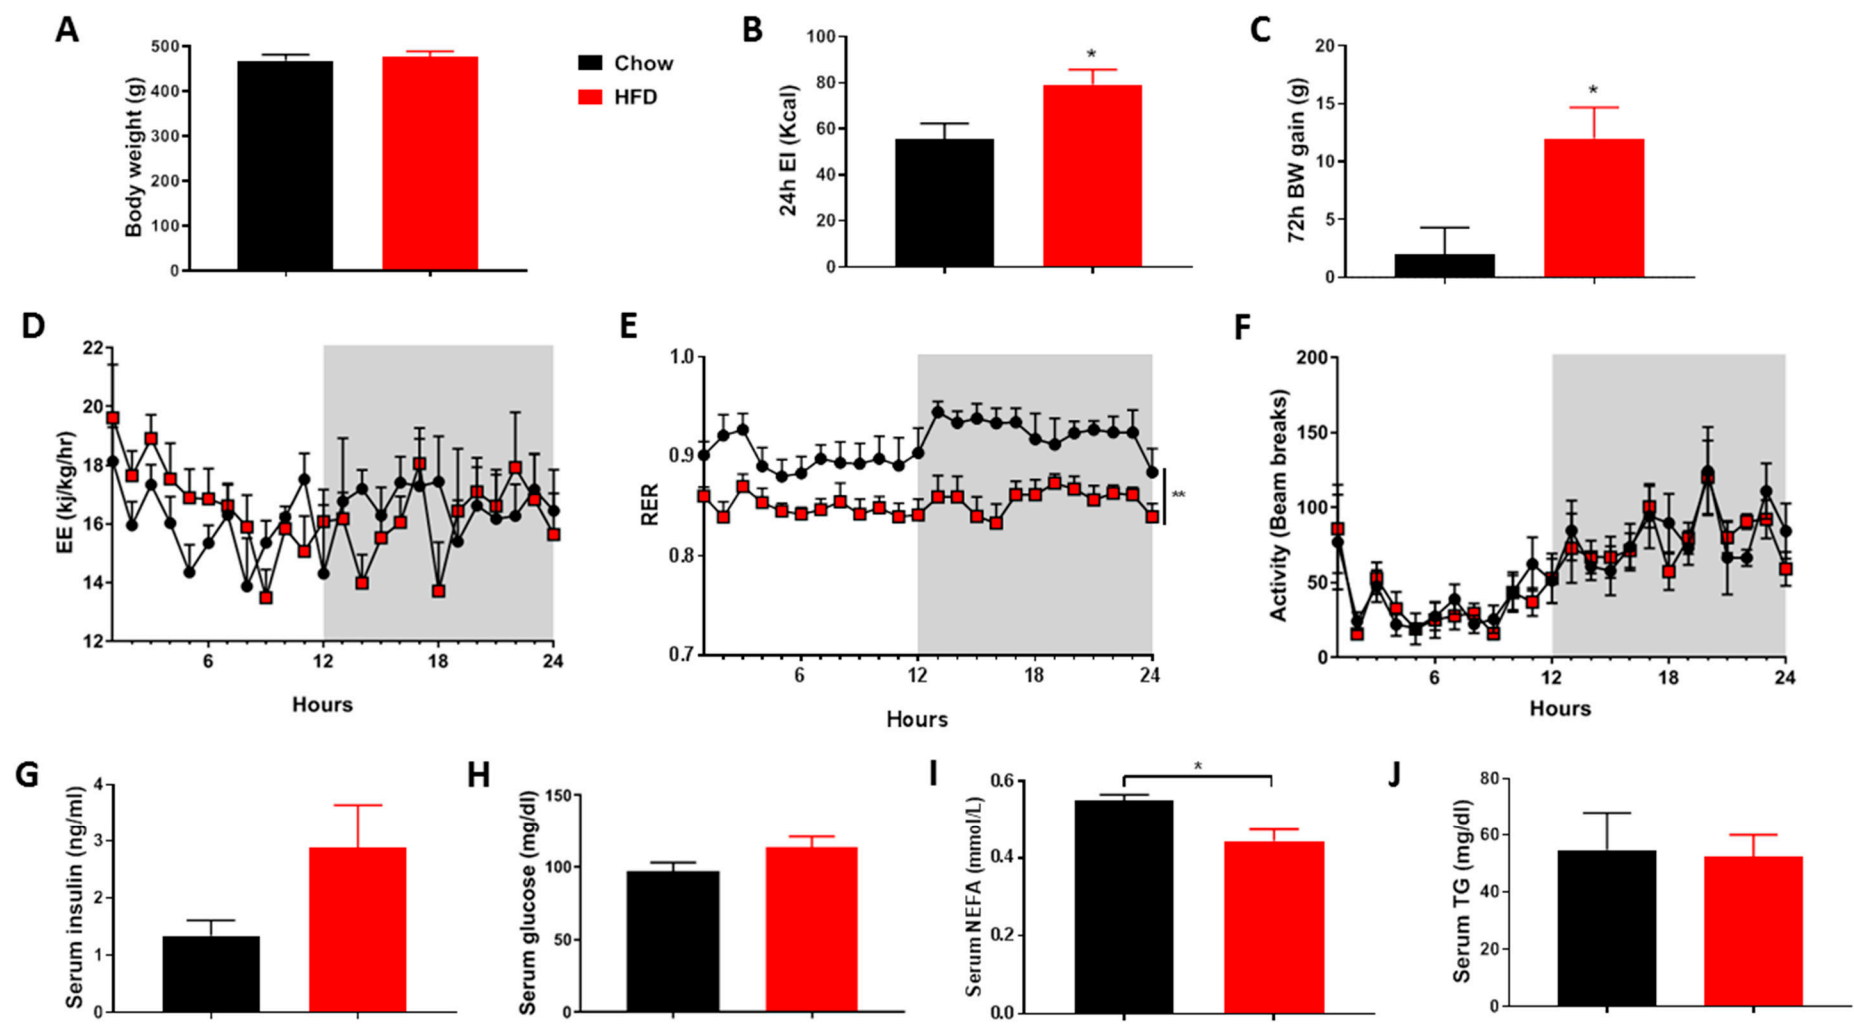 A
Body weight (g)
500
400
300
200
100
0
Chow
HFD
B
24h EI (Kcal)
100
80
60
40
20
0
*
C
72h BW gain (g)
20
15
10
5
0
*
D
EE (kj/kg/hr)
22
20
18
16
14
12
6 12 18 24
Hours
E
RER
1.0
0.9
0.8
0.7
**
6 12 18 24
Hours
F
Activity (Beam breaks)
200
150
100
50
0
6 12 18 24
Hours
G
Serum insulin (ng/ml)
4
3
2
1
0
H
Serum glucose (mg/dl)
150
100
50
0
I
Serum NEFA (mmol/L)
0.6
0.4
0.2
0.0
*
J
Serum TG (mg/dl)
80
60
40
20
0